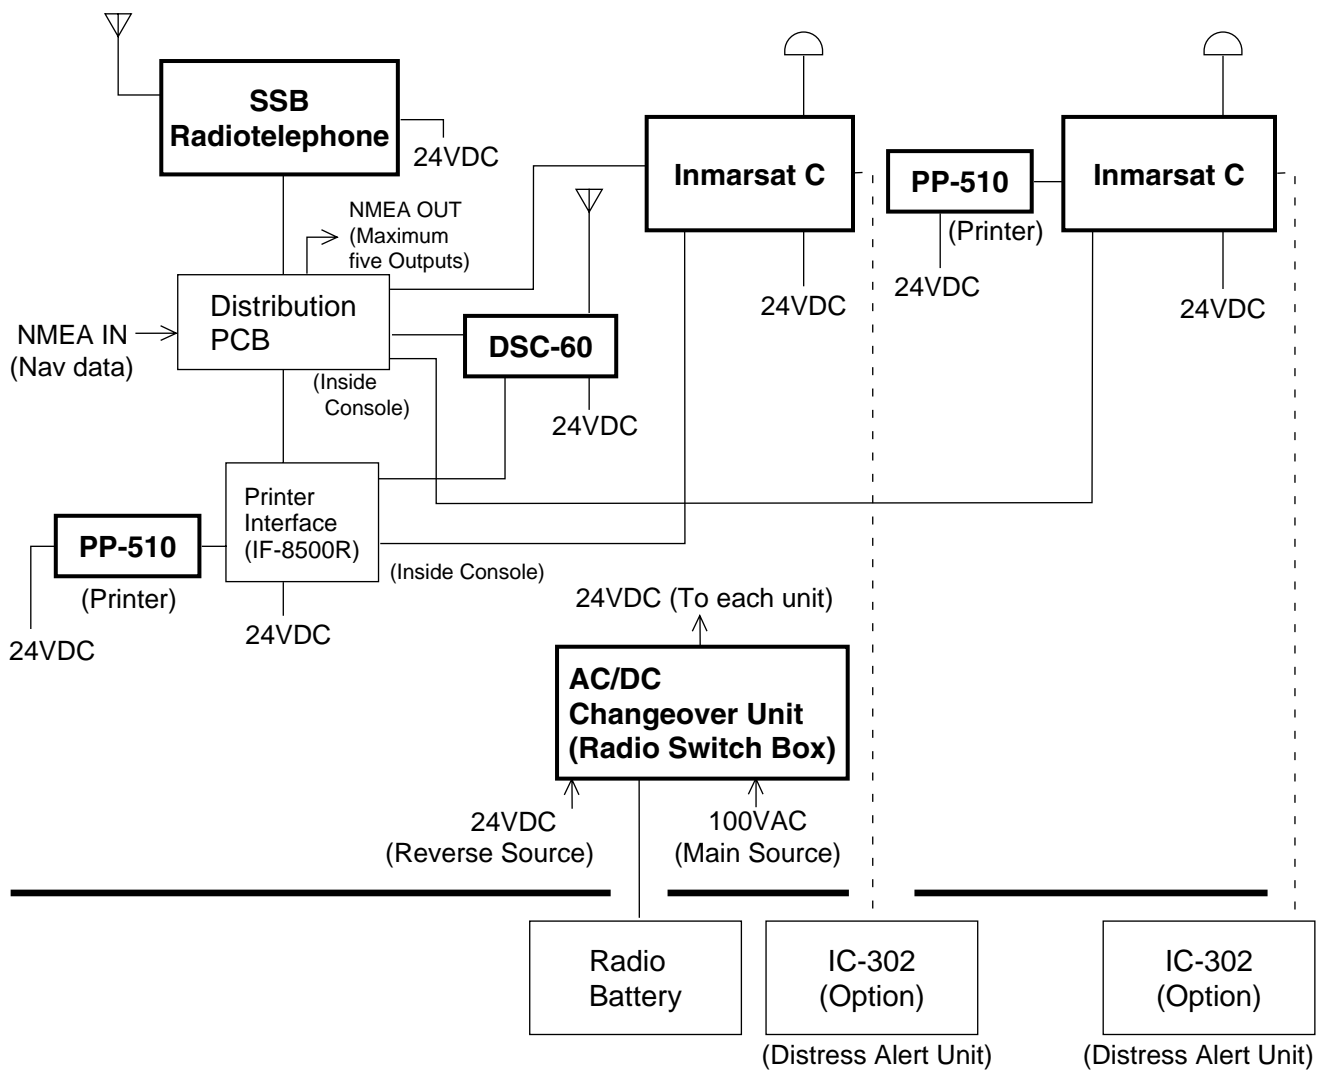 SSB
Radiotelephone
24VDC
Inmarsat C
24VDC
PP-510
(Printer)
24VDC
Inmarsat C
24VDC
NMEA OUT
(Maximum
five Outputs)
Distribution
PCB
NMEA IN
(Nav data)
(Inside
Console)
DSC-60
24VDC
Printer
Interface
(IF-8500R)
(Inside Console)
PP-510
(Printer)
24VDC
24VDC
24VDC (To each unit)
AC/DC
Changeover Unit
(Radio Switch Box)
24VDC
(Reverse Source)
100VAC
(Main Source)
Radio
Battery
IC-302
(Option)
(Distress Alert Unit)
IC-302
(Option)
(Distress Alert Unit)